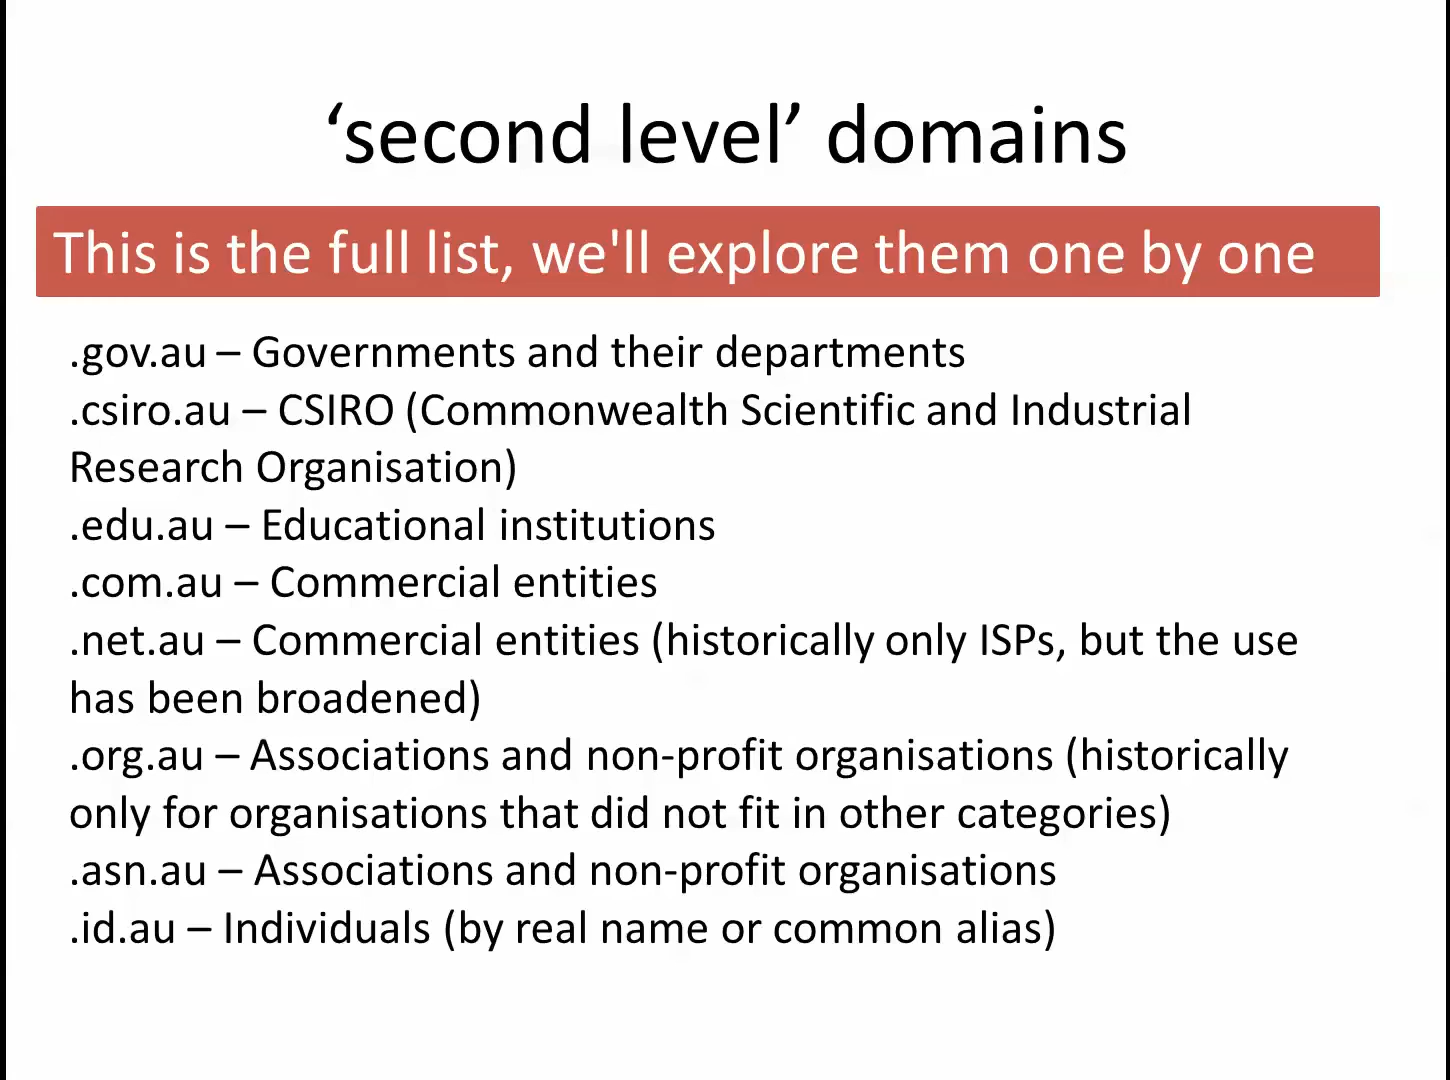 ‘second level’ domains
This is the full list, we'll explore them one by one
.gov.au – Governments and their departments
.csiro.au – CSIRO (Commonwealth Scientific and Industrial
Research Organisation)
.edu.au – Educational institutions
.com.au – Commercial entities
.net.au – Commercial entities (historically only ISPs, but the use
has been broadened)
.org.au – Associations and non-profit organisations (historically
only for organisations that did not fit in other categories)
.asn.au – Associations and non-profit organisations
.id.au – Individuals (by real name or common alias)